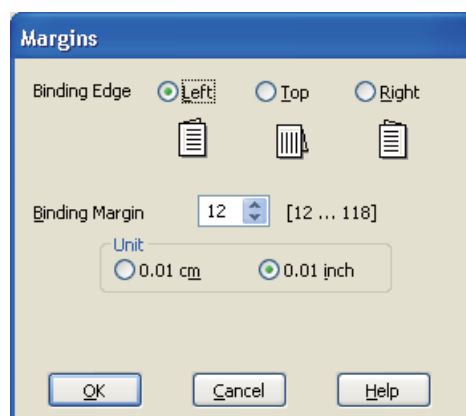 Margins
Binding Edge Left Top Right
Binding Margin 12 [12 ... 118]
Unit
0.01 cm 0.01 inch
OK Cancel Help